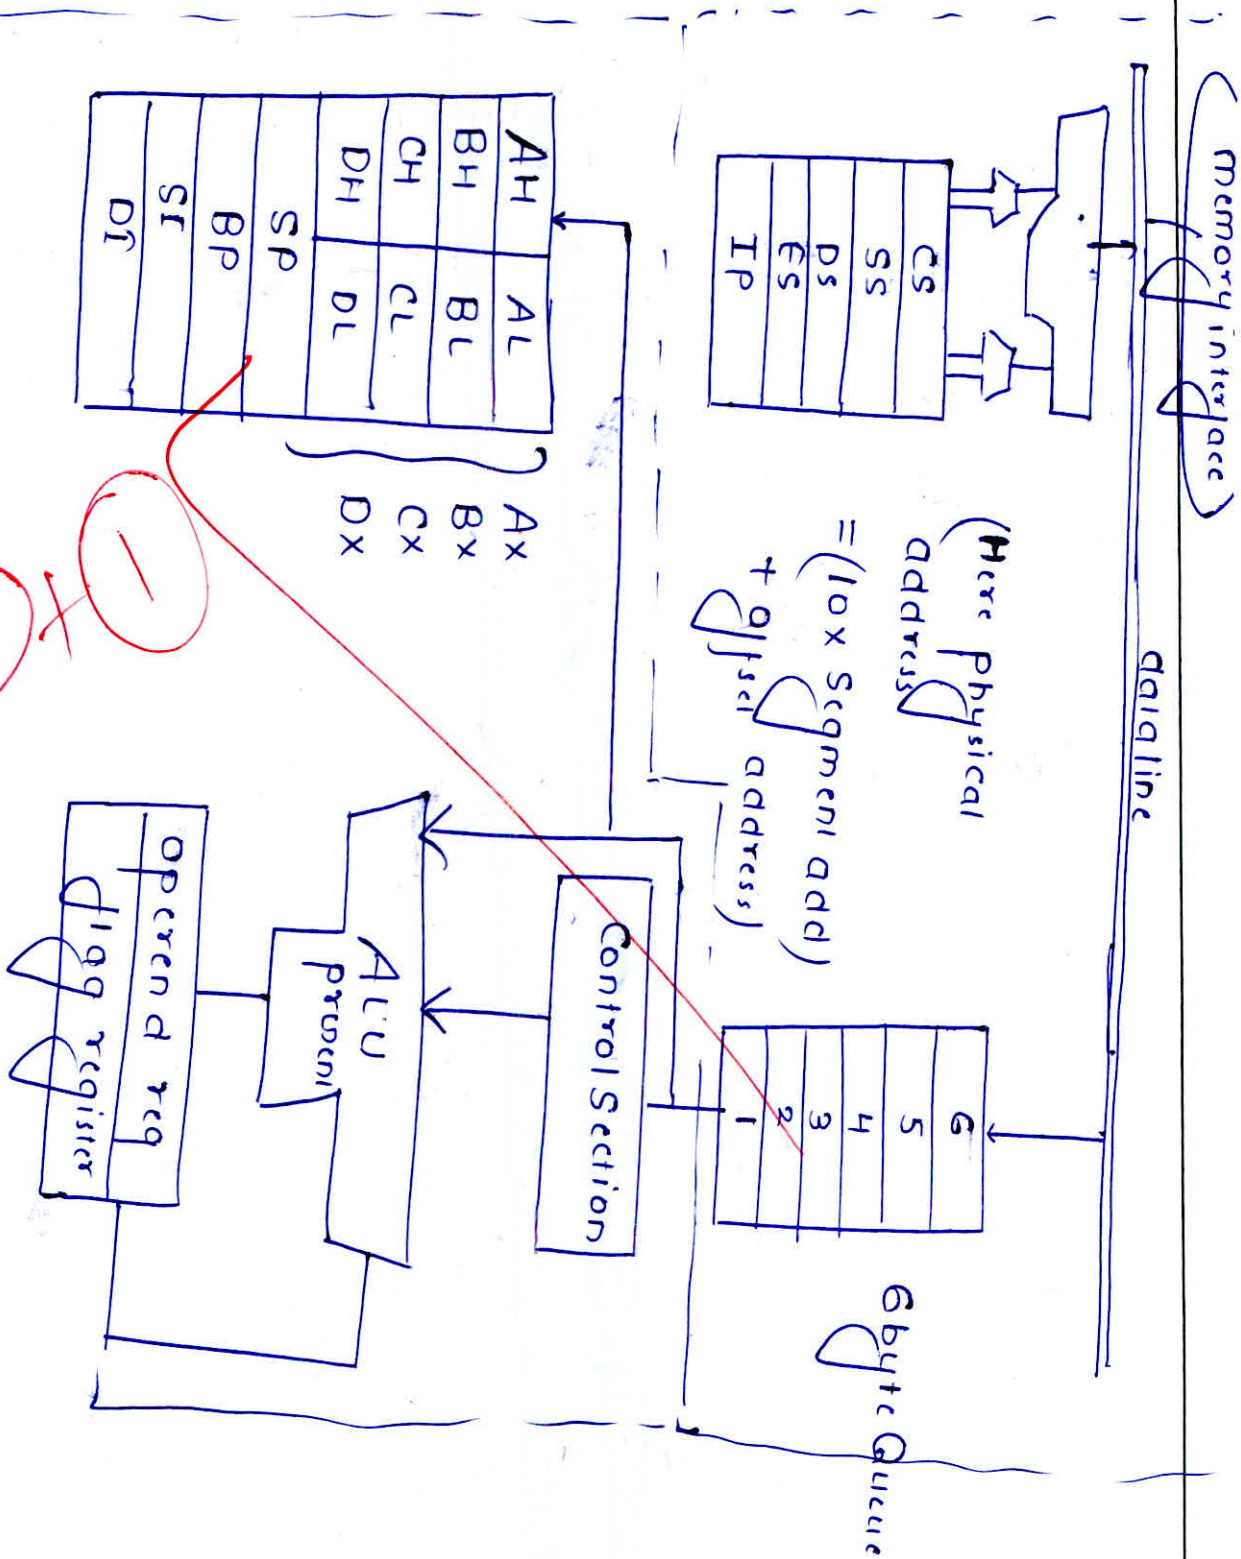 (memory interface)
dataline
CS
SS
DS
ES
IP
(Here physical
address
= (10x Segment add)
+ offset address)
6
5
4
3
2
1
6 byte Queue
AH AL
BH BL
CH CL
DH DL
SP
BP
SI
DI
Ax
Bx
Cx
Dx
Control Section
ALU
present
operend reg
flag register